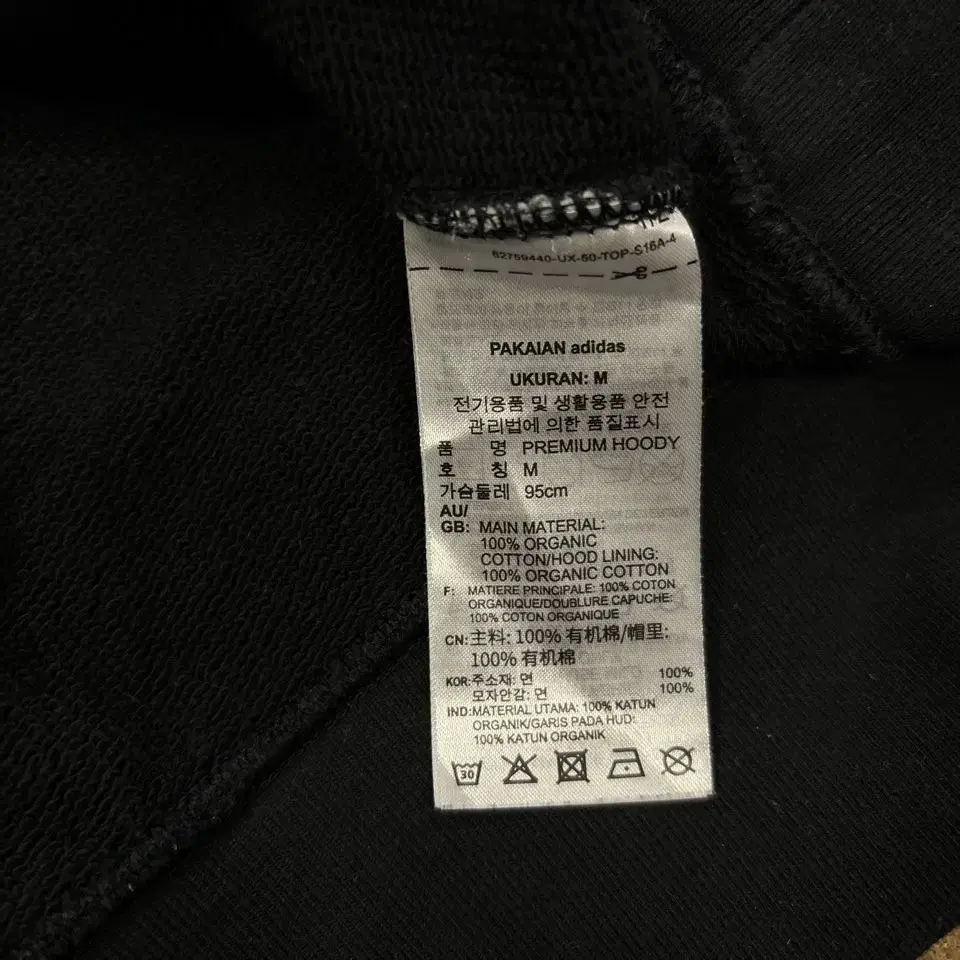 62759440-UX-60-TOP-S16A-4
PAKAIAN adidas
UKURAN: M
전기용품 및 생활용품 안전
관리법에 의한 품질표시
품 명 PREMIUM HOODY
호 칭 M
가슴둘레 95cm
AU/
GB: MAIN MATERIAL:
100% ORGANIC
COTTON/HOOD LINING:
100% ORGANIC COTTON
F: MATIERE PRINCIPALE: 100% COTON
ORGANIQUE/DOUBLURE CAPUCHE:
100% COTON ORGANIQUE
CN:主料: 100% 有机棉/帽里:
100% 有机棉
KOR:주소재: 면 100%
모자안감: 면 100%
IND:MATERIAL UTAMA: 100% KATUN
ORGANIK/GARIS PADA HUD:
100% KATUN ORGANIK
30